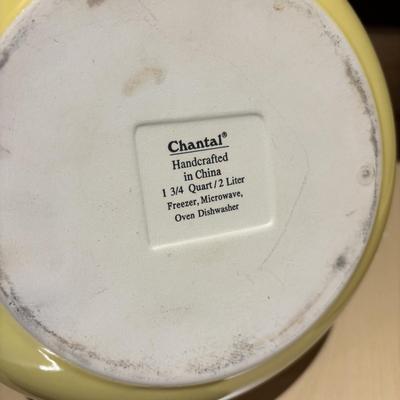 Chantal®
Handcrafted
in China
1 3/4 Quart/2 Liter
Freezer, Microwave,
Oven Dishwasher